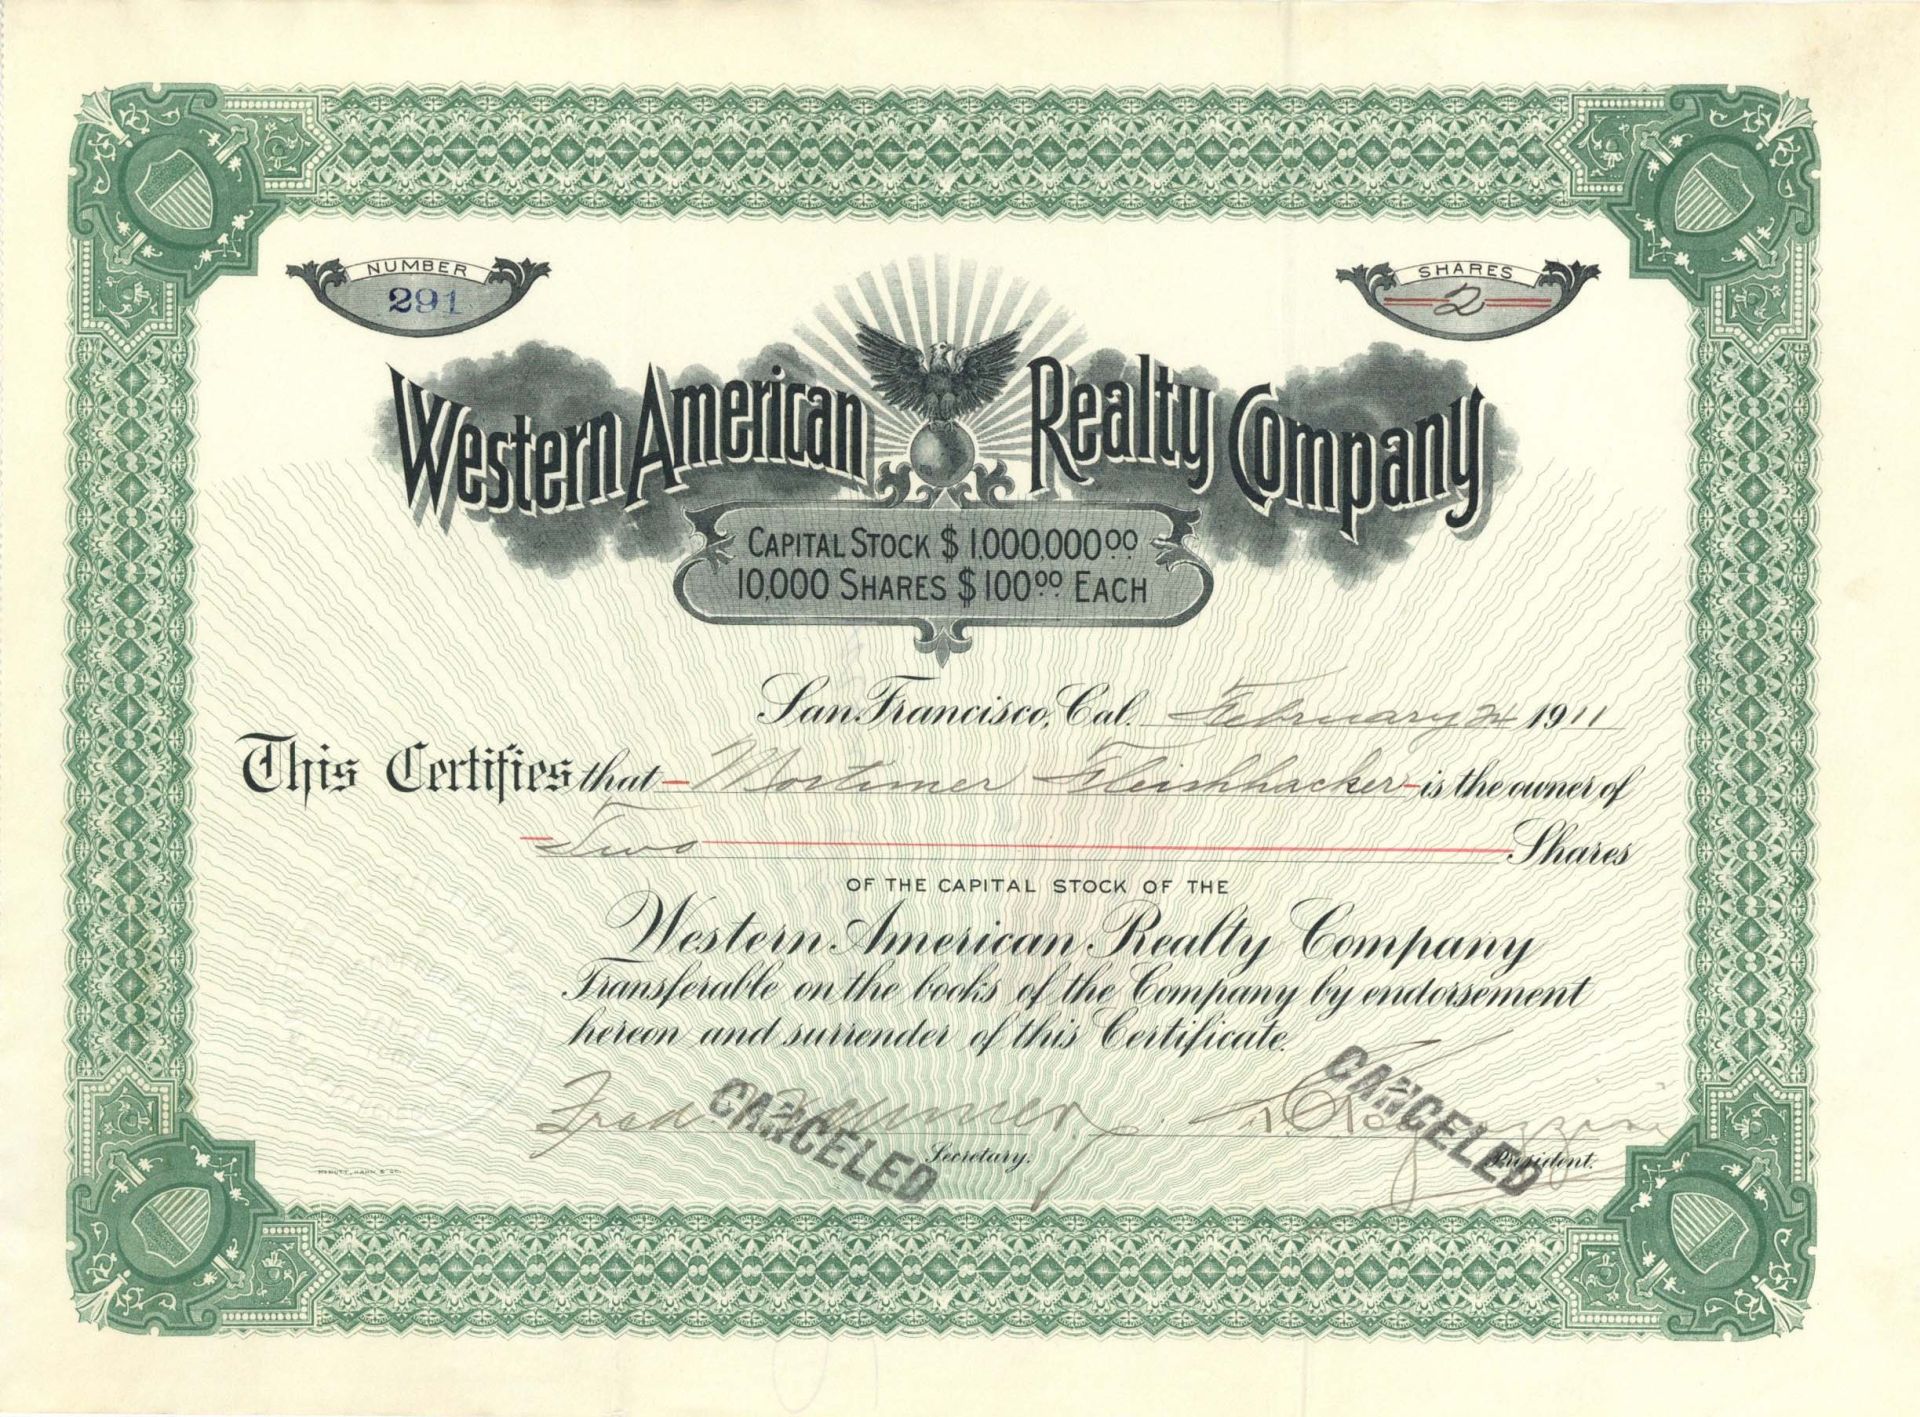 NUMBER
291
SHARES
2
Western American Realty Company
CAPITAL STOCK $1,000,000.00
10,000 SHARES $100.00 EACH
San Francisco, Cal. February 24 1911
This Certifies that Mortimer Fleishhacker is the owner of
Two Shares
OF THE CAPITAL STOCK OF THE
Western American Realty Company
Transferable on the books of the Company by endorsement
hereon and surrender of this Certificate.
CANCELED
CANCELED
Fred
Secretary.
President.